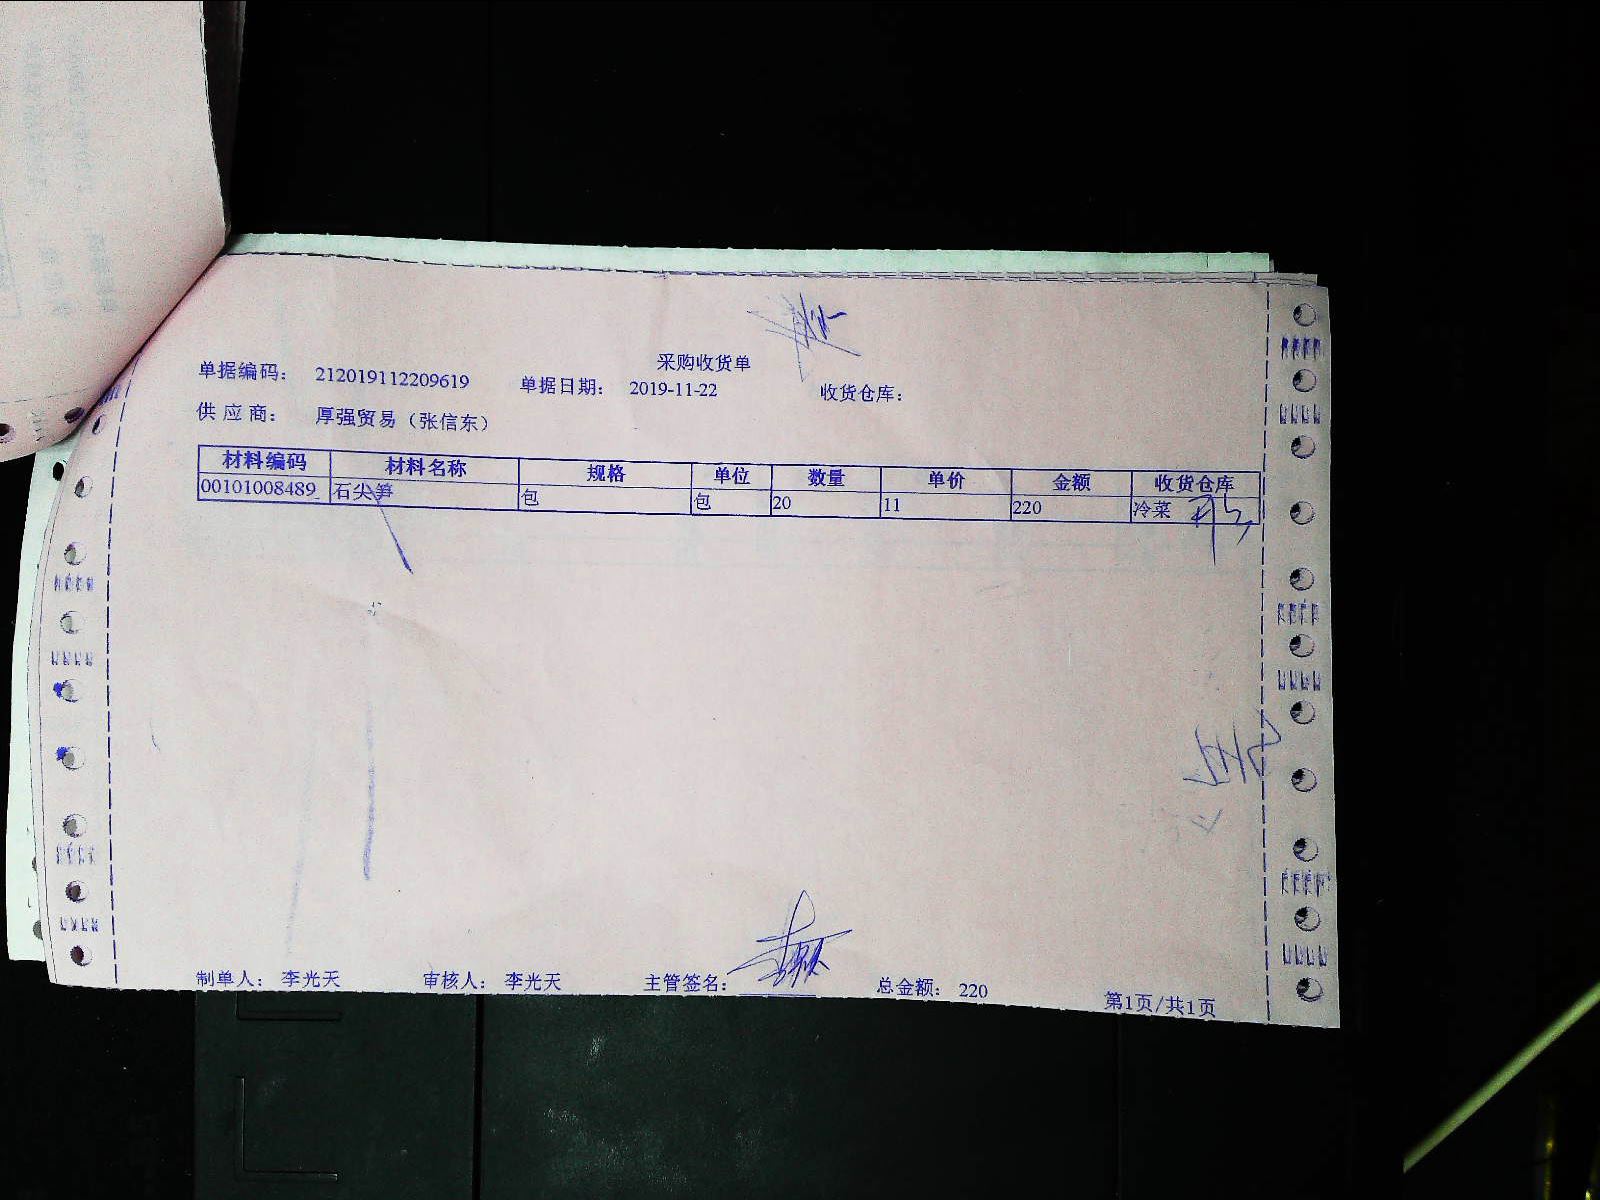 采购收货单
单据编码： 212019112209619 单据日期： 2019-11-22 收货仓库：
供 应 商： 厚强贸易（张信东）
材料编码 材料名称 规格 单位 数量 单价 金额 收货仓库
00101008489 石尖笋 包 包 20 11 220 冷菜
制单人： 李光天 审核人： 李光天 主管签名： 总金额： 220 第1页/共1页